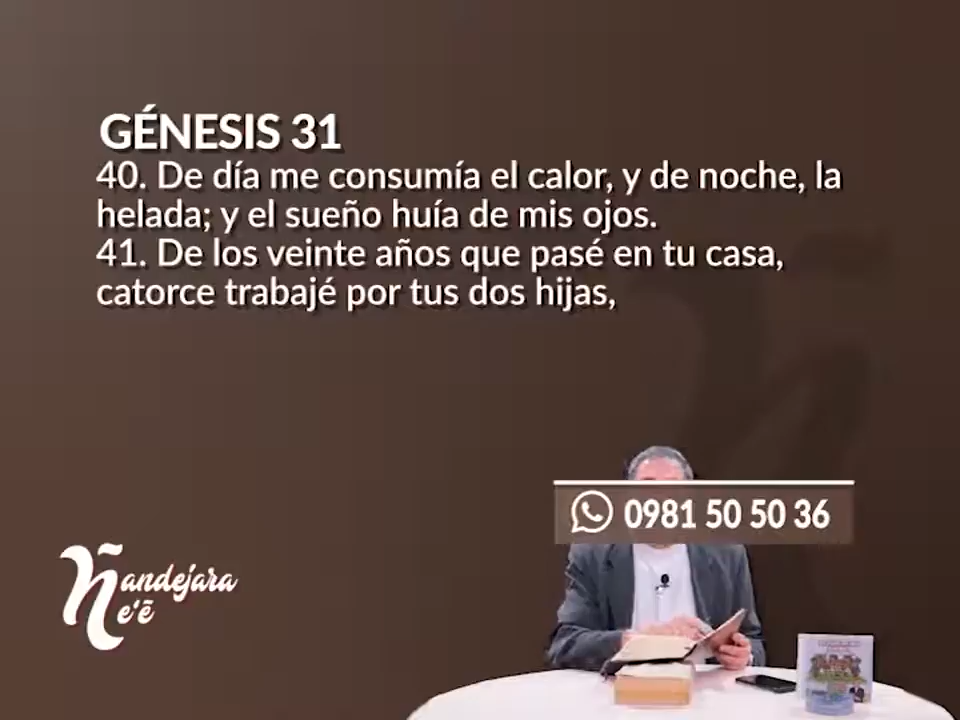 GÉNESIS 31
40. De día me consumía el calor, y de noche, la
helada; y el sueño huía de mis ojos.
41. De los veinte años que pasé en tu casa,
catorce trabajé por tus dos hijas,
0981 50 50 36
Ñandejara
Ñe'ẽ